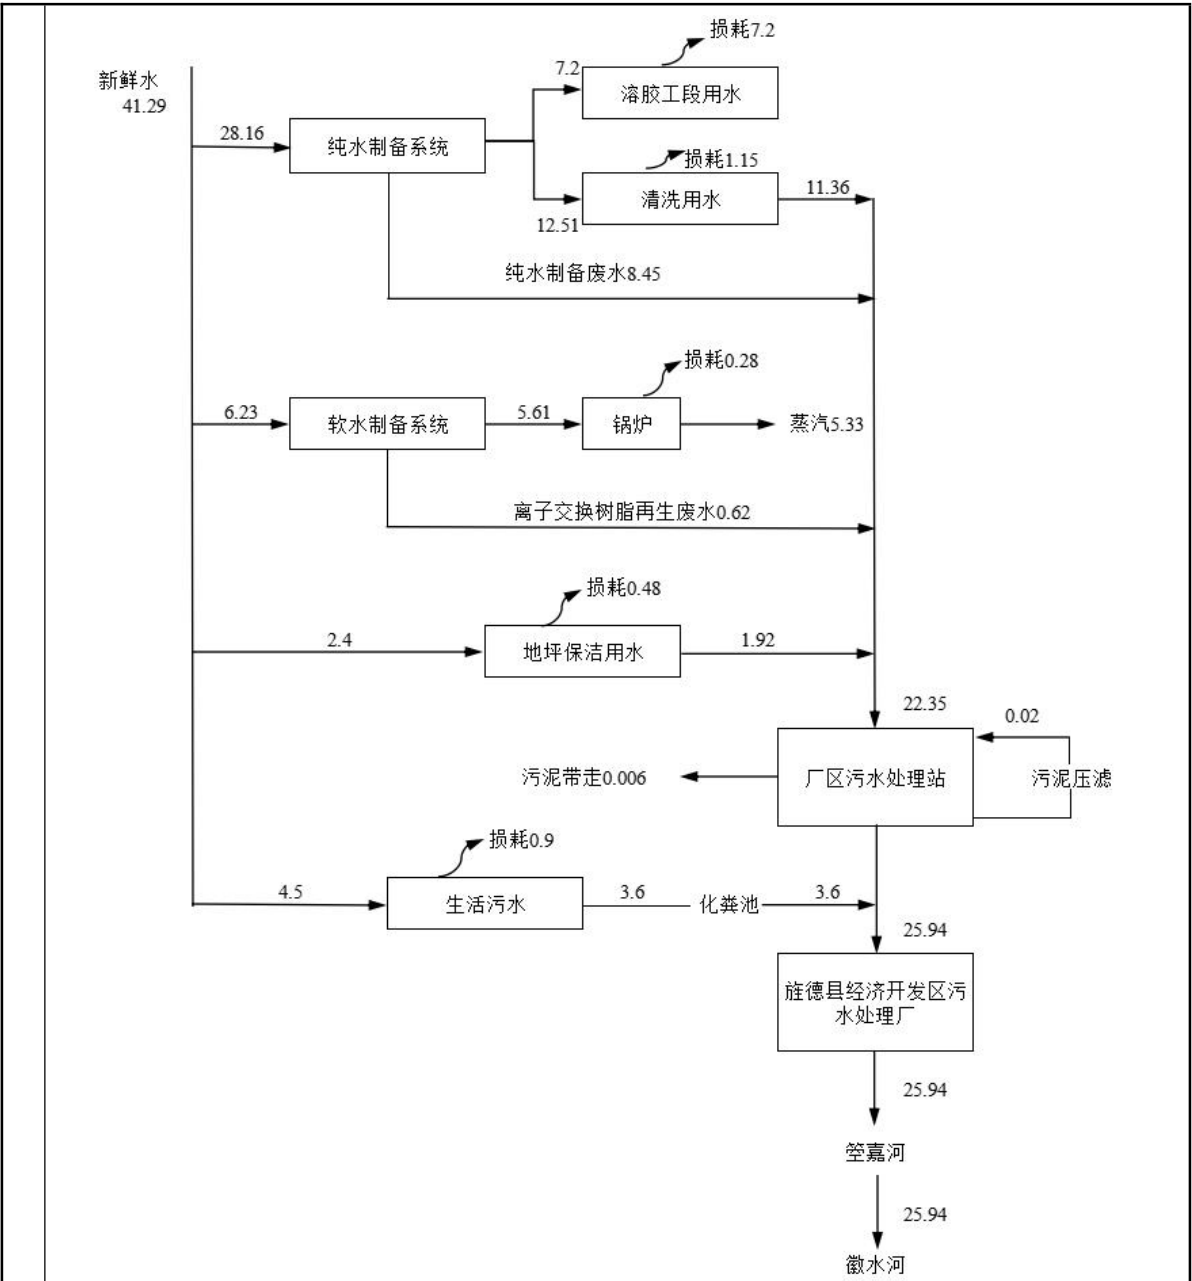 损耗7.2
新鲜水
41.29
7.2
溶胶工段用水
28.16
纯水制备系统
损耗1.15
清洗用水
11.36
12.51
纯水制备废水8.45
损耗0.28
6.23
软水制备系统
5.61
锅炉
蒸汽5.33
离子交换树脂再生废水0.62
损耗0.48
2.4
地坪保洁用水
1.92
22.35
0.02
污泥带走0.006
厂区污水处理站
污泥压滤
损耗0.9
4.5
生活污水
3.6
化粪池
3.6
25.94
旌德县经济开发区污
水处理厂
25.94
箜嘉河
25.94
徽水河